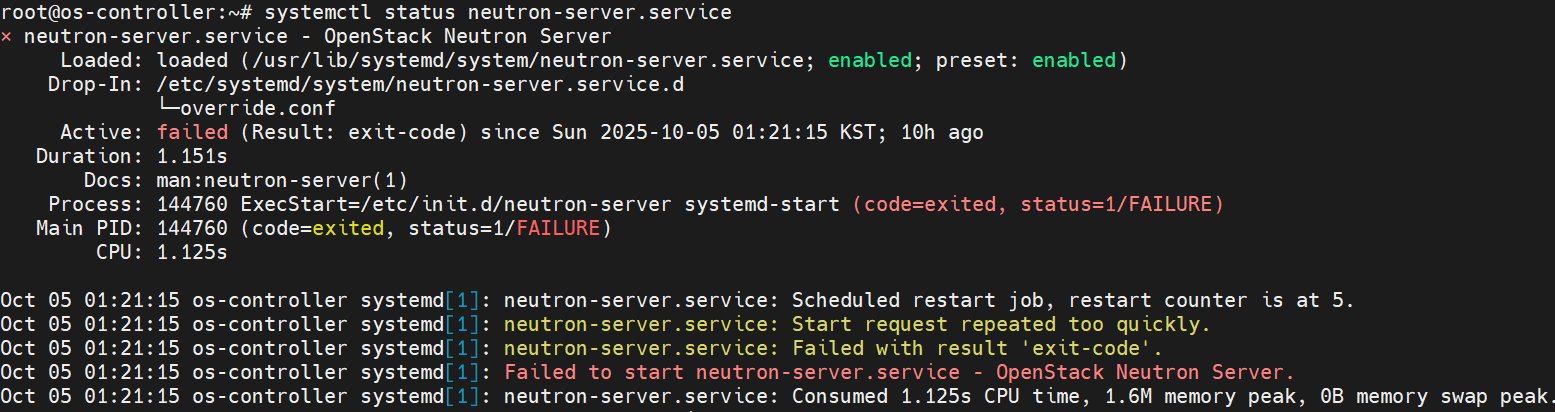 root@os-controller:~# systemctl status neutron-server.service
× neutron-server.service - OpenStack Neutron Server
     Loaded: loaded (/usr/lib/systemd/system/neutron-server.service; enabled; preset: enabled)
    Drop-In: /etc/systemd/system/neutron-server.service.d
             └─override.conf
     Active: failed (Result: exit-code) since Sun 2025-10-05 01:21:15 KST; 10h ago
   Duration: 1.151s
       Docs: man:neutron-server(1)
    Process: 144760 ExecStart=/etc/init.d/neutron-server systemd-start (code=exited, status=1/FAILURE)
   Main PID: 144760 (code=exited, status=1/FAILURE)
        CPU: 1.125s

Oct 05 01:21:15 os-controller systemd[1]: neutron-server.service: Scheduled restart job, restart counter is at 5.
Oct 05 01:21:15 os-controller systemd[1]: neutron-server.service: Start request repeated too quickly.
Oct 05 01:21:15 os-controller systemd[1]: neutron-server.service: Failed with result 'exit-code'.
Oct 05 01:21:15 os-controller systemd[1]: Failed to start neutron-server.service - OpenStack Neutron Server.
Oct 05 01:21:15 os-controller systemd[1]: neutron-server.service: Consumed 1.125s CPU time, 1.6M memory peak, 0B memory swap peak.